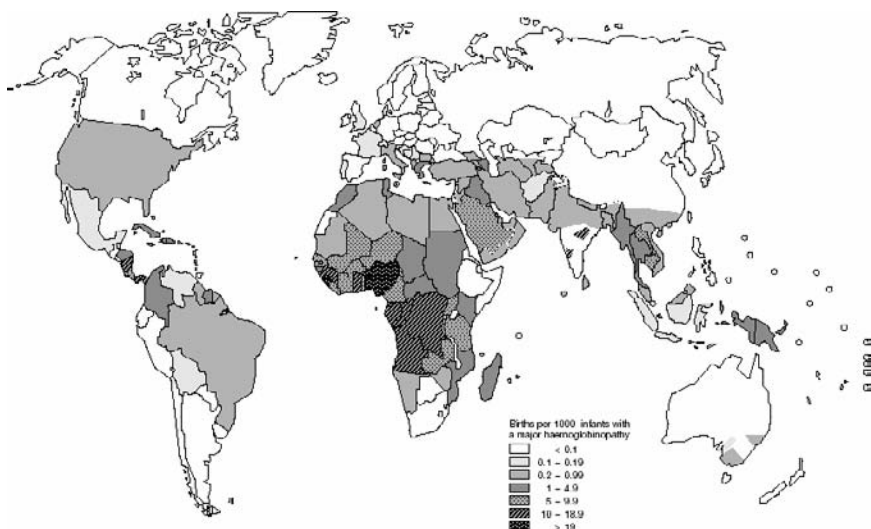 Births per 1000 infants with
a major haemoglobinopathy
< 0.1
0.1 – 0.19
0.2 – 0.99
1 – 4.9
5 – 9.9
10 – 18.9
> 19